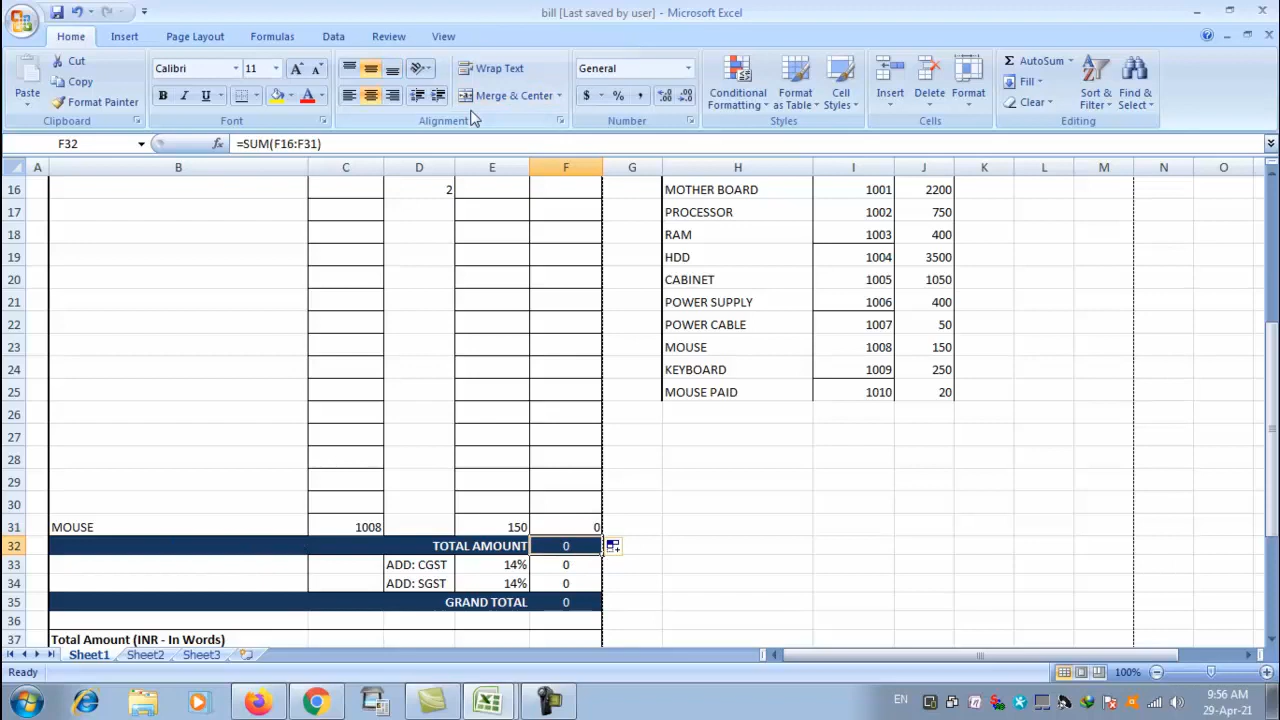 bill [Last saved by user] - Microsoft Excel
Home Insert Page Layout Formulas Data Review View
Cut
Copy
Format Painter
Paste
Clipboard
Calibri 11
B I U
Font
Wrap Text
Merge & Center
Alignment
General
$ % ,
Number
Conditional Formatting
Format as Table
Cell Styles
Styles
Insert Delete Format
Cells
AutoSum
Fill
Clear
Sort & Filter
Find & Select
Editing
F32 fx =SUM(F16:F31)
A B C D E F G H I J K L M N O
16 2 MOTHER BOARD 1001 2200
17 PROCESSOR 1002 750
18 RAM 1003 400
19 HDD 1004 3500
20 CABINET 1005 1050
21 POWER SUPPLY 1006 400
22 POWER CABLE 1007 50
23 MOUSE 1008 150
24 KEYBOARD 1009 250
25 MOUSE PAID 1010 20
26
27
28
29
30
31 MOUSE 1008 150 0
32 TOTAL AMOUNT 0
33 ADD: CGST 14% 0
34 ADD: SGST 14% 0
35 GRAND TOTAL 0
36
37 Total Amount (INR - In Words)
Sheet1 Sheet2 Sheet3
Ready 100%
EN 9:56 AM
29-Apr-21